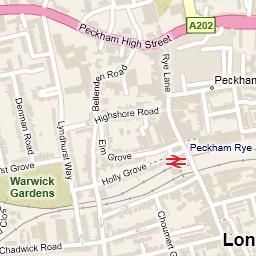 Peckham High Street
A202
Rye Lane
Bellenden Road
Peckham
Highshore Road
Denman Road
Lyndhurst Way
Elm Grove
Peckham Rye
st Grove
Holly Grove
Warwick
Gardens
Choumert G
Lon
Chadwick Road